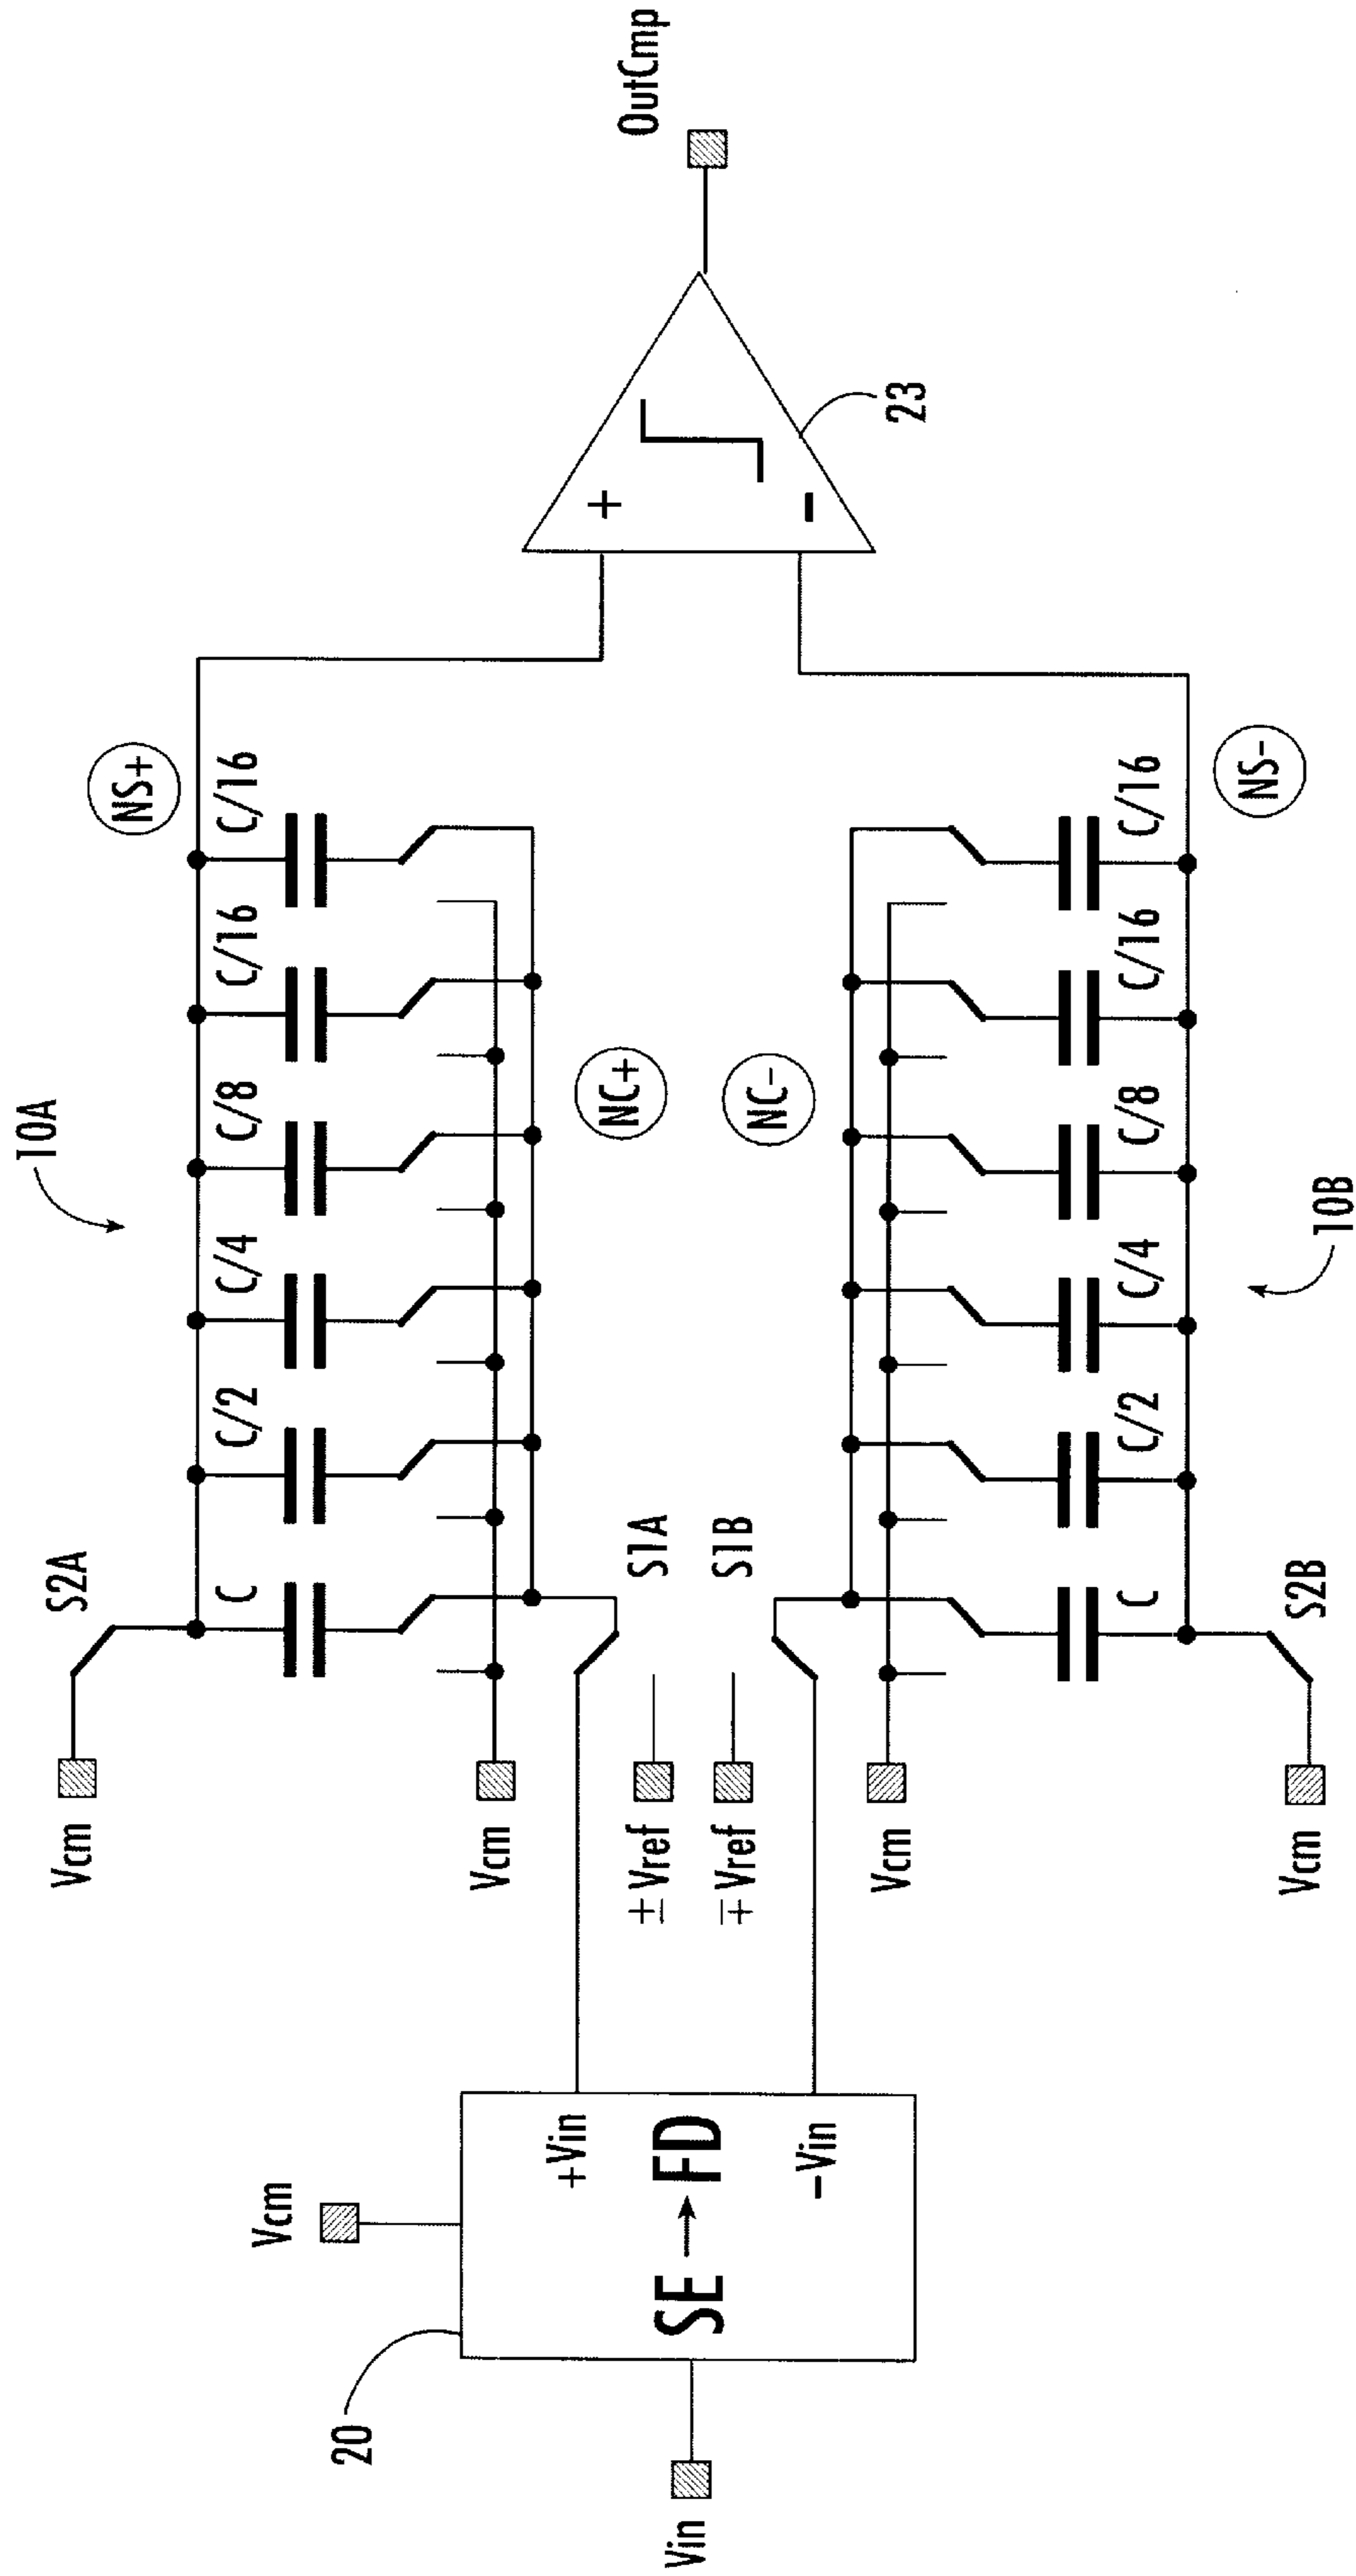 10A
S2A
Vcm
C
C/2
C/4
C/8
C/16
C/16
NS+
Vcm
NC+
OutCmp
Vcm
20
+Vin
SE → FD
−Vin
Vin
±Vref
S1A
∓Vref
S1B
+
−
23
NC-
Vcm
C
C/2
C/4
C/8
C/16
C/16
NS-
Vcm
S2B
10B